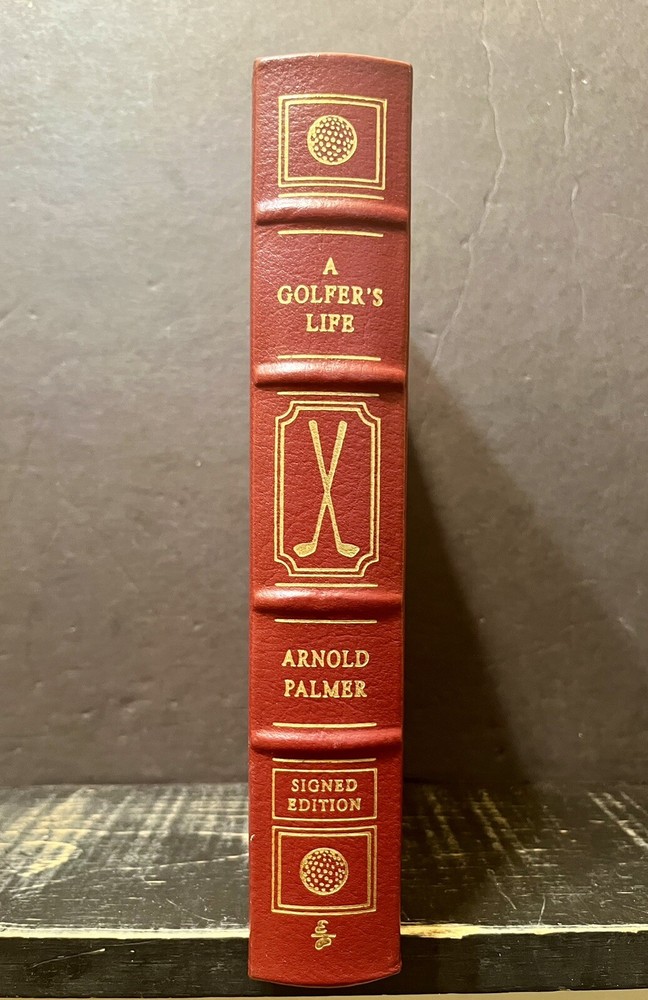 A
GOLFER'S
LIFE
ARNOLD
PALMER
SIGNED
EDITION